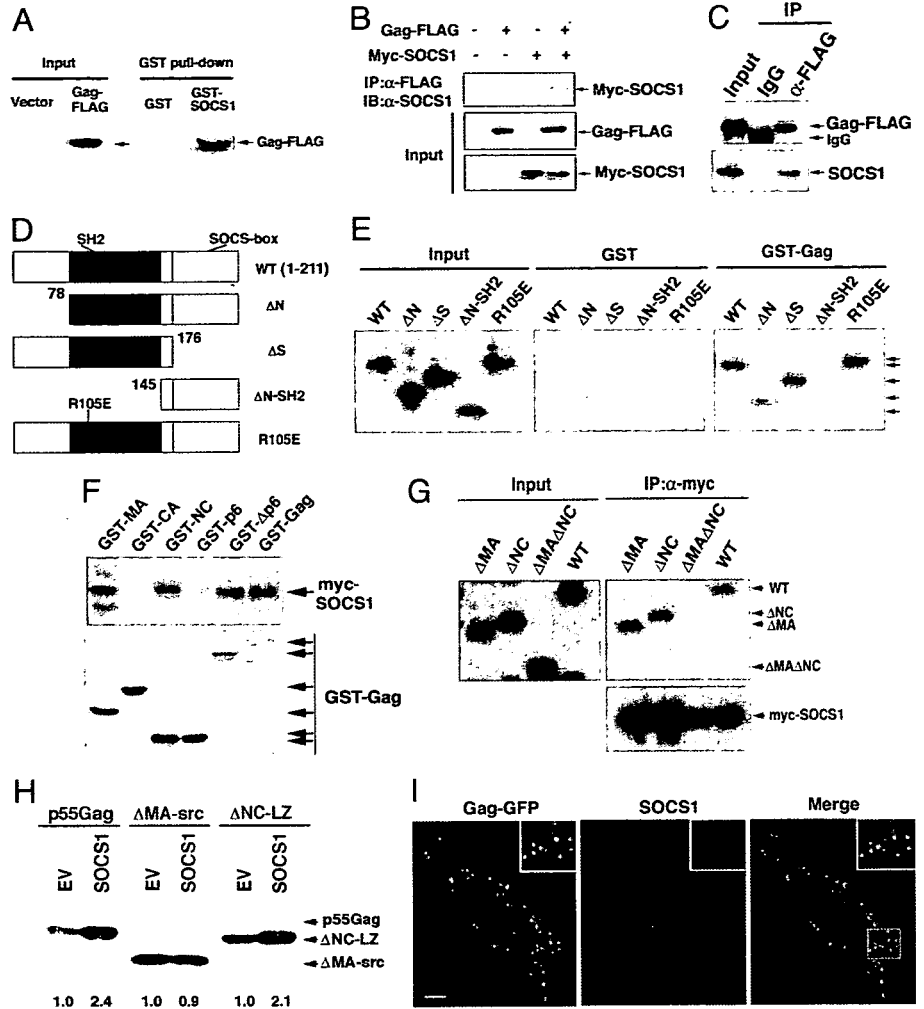 A
Input
GST pull-down
Vector
Gag-FLAG
GST
GST-SOCS1
Gag-FLAG
B
Gag-FLAG - + - +
Myc-SOCS1 - - + +
IP:α-FLAG
IB:α-SOCS1
Myc-SOCS1
Input
Gag-FLAG
Myc-SOCS1
C
IP
Input
IgG
α-FLAG
Gag-FLAG
IgG
SOCS1
D
SH2
SOCS-box
WT (1-211)
78
ΔN
176
ΔS
145
ΔN-SH2
R105E
R105E
E
Input
GST
GST-Gag
WT ΔN ΔS ΔN-SH2 R105E
WT ΔN ΔS ΔN-SH2 R105E
WT ΔN ΔS ΔN-SH2 R105E
F
GST-MA
GST-CA
GST-NC
GST-p6
GST-Δp6
GST-Gag
myc-SOCS1
GST-Gag
G
Input
IP:α-myc
ΔMA ΔNC ΔMAΔNC WT
ΔMA ΔNC ΔMAΔNC WT
WT
ΔNC
ΔMA
ΔMAΔNC
myc-SOCS1
H
p55Gag ΔMA-src ΔNC-LZ
EV SOCS1 EV SOCS1 EV SOCS1
p55Gag
ΔNC-LZ
ΔMA-src
1.0 2.4 1.0 0.9 1.0 2.1
I
Gag-GFP
SOCS1
Merge